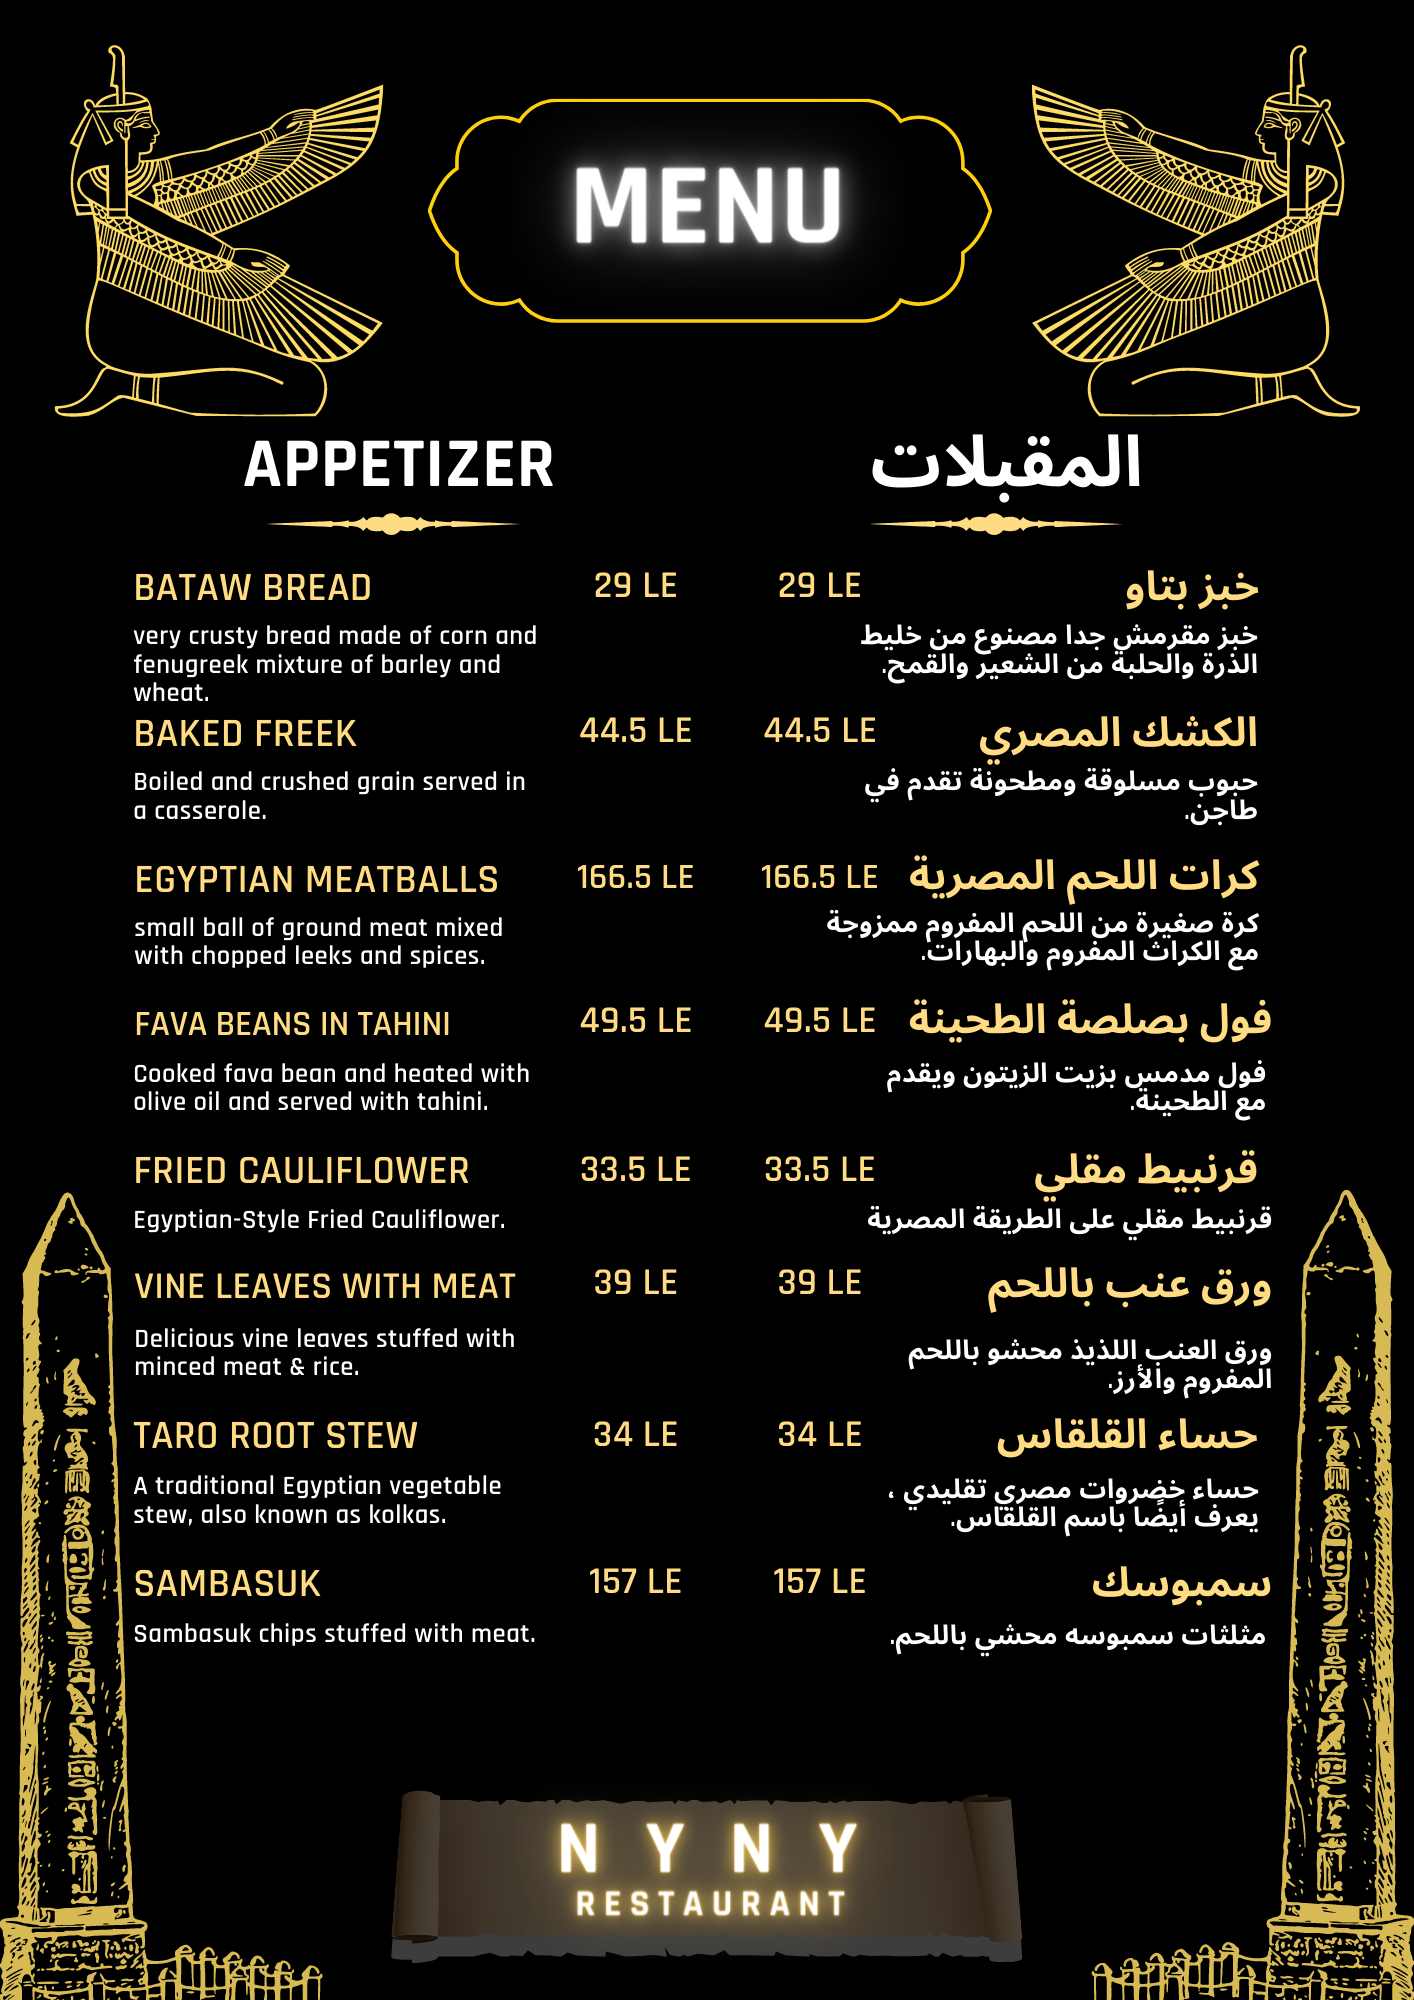 MENU
APPETIZER
المقبلات
BATAW BREAD
29 LE
29 LE
خبز بتاو
very crusty bread made of corn and
fenugreek mixture of barley and
wheat.
خبز مقرمش جدا مصنوع من خليط
الذرة والحلبة من الشعير والقمح.
BAKED FREEK
44.5 LE
44.5 LE
الكشك المصري
Boiled and crushed grain served in
a casserole.
حبوب مسلوقة ومطحونة تقدم في
طاجن.
EGYPTIAN MEATBALLS
166.5 LE
166.5 LE
كرات اللحم المصرية
small ball of ground meat mixed
with chopped leeks and spices.
كرة صغيرة من اللحم المفروم ممزوجة
مع الكراث المفروم والبهارات.
FAVA BEANS IN TAHINI
49.5 LE
49.5 LE
فول بصلصة الطحينة
Cooked fava bean and heated with
olive oil and served with tahini.
فول مدمس بزيت الزيتون ويقدم
مع الطحينة.
FRIED CAULIFLOWER
33.5 LE
33.5 LE
قرنبيط مقلي
Egyptian-Style Fried Cauliflower.
قرنبيط مقلي على الطريقة المصرية
VINE LEAVES WITH MEAT
39 LE
39 LE
ورق عنب باللحم
Delicious vine leaves stuffed with
minced meat & rice.
ورق العنب اللذيذ محشو باللحم
المفروم والأرز.
TARO ROOT STEW
34 LE
34 LE
حساء القلقاس
A traditional Egyptian vegetable
stew, also known as kolkas.
حساء خضروات مصري تقليدي ،
يعرف أيضًا باسم القلقاس.
SAMBASUK
157 LE
157 LE
سمبوسك
Sambasuk chips stuffed with meat.
مثلثات سمبوسه محشي باللحم.
N Y N Y
RESTAURANT